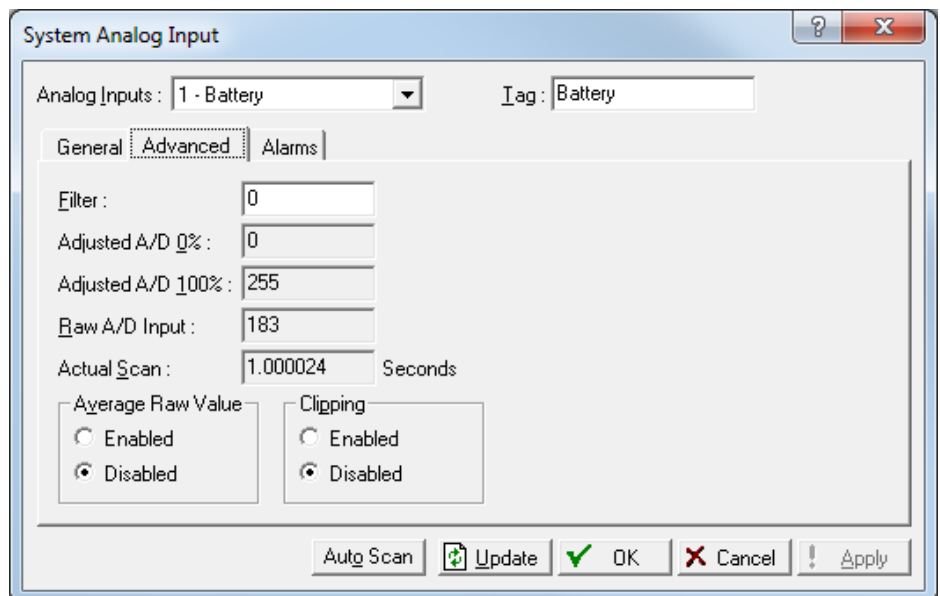 System Analog Input
?
Analog Inputs : 1 - Battery
Tag : Battery
General Advanced Alarms
Filter : 0
Adjusted A/D 0% : 0
Adjusted A/D 100% : 255
Raw A/D Input : 183
Actual Scan : 1.000024 Seconds
Average Raw Value Clipping
Enabled Enabled
Disabled Disabled
Auto Scan Update OK Cancel ! Apply